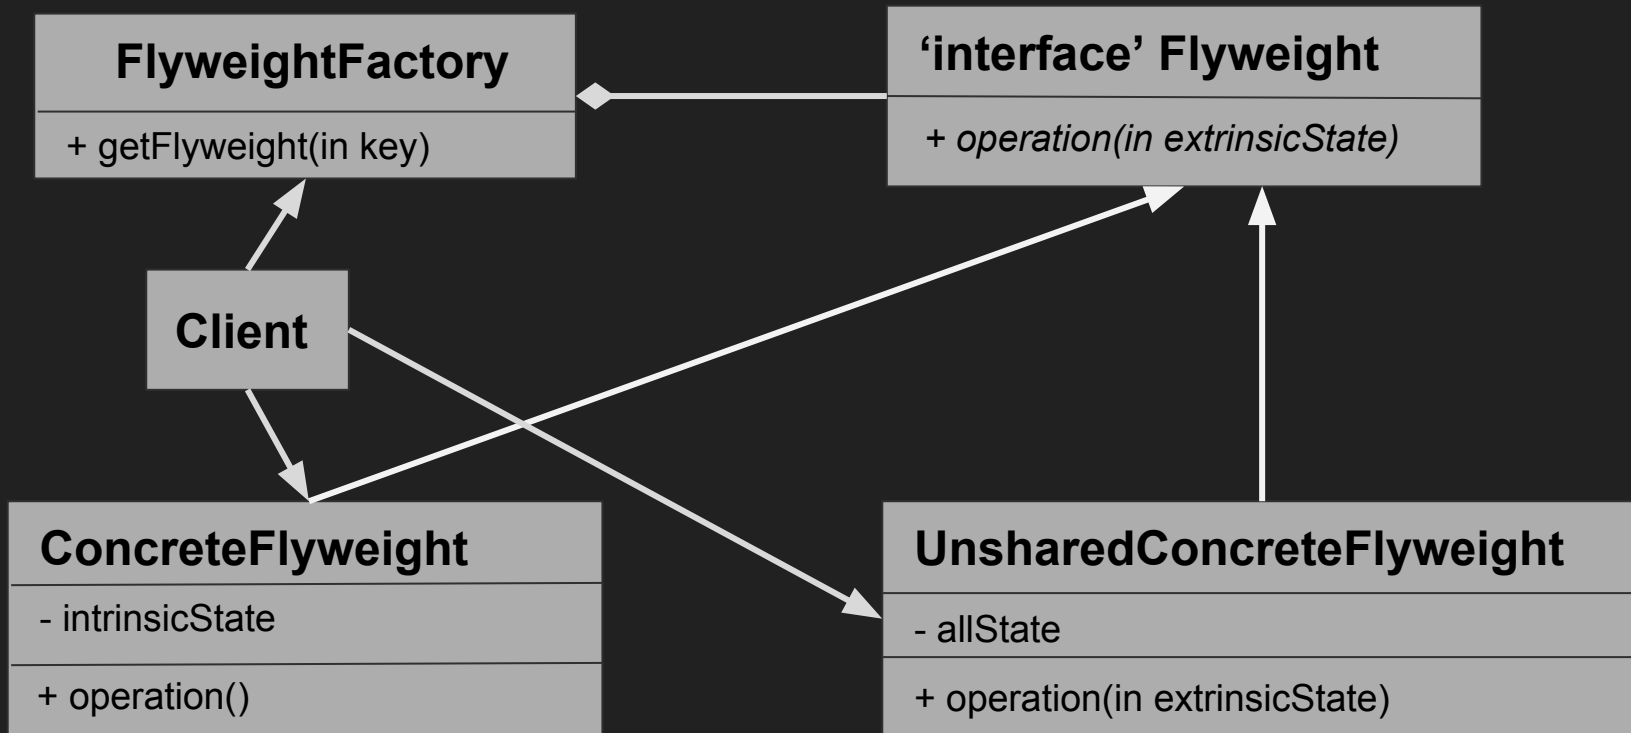 FlyweightFactory
+ getFlyweight(in key)
‘interface’ Flyweight
+ operation(in extrinsicState)
Client
ConcreteFlyweight
- intrinsicState
+ operation()
UnsharedConcreteFlyweight
- allState
+ operation(in extrinsicState)